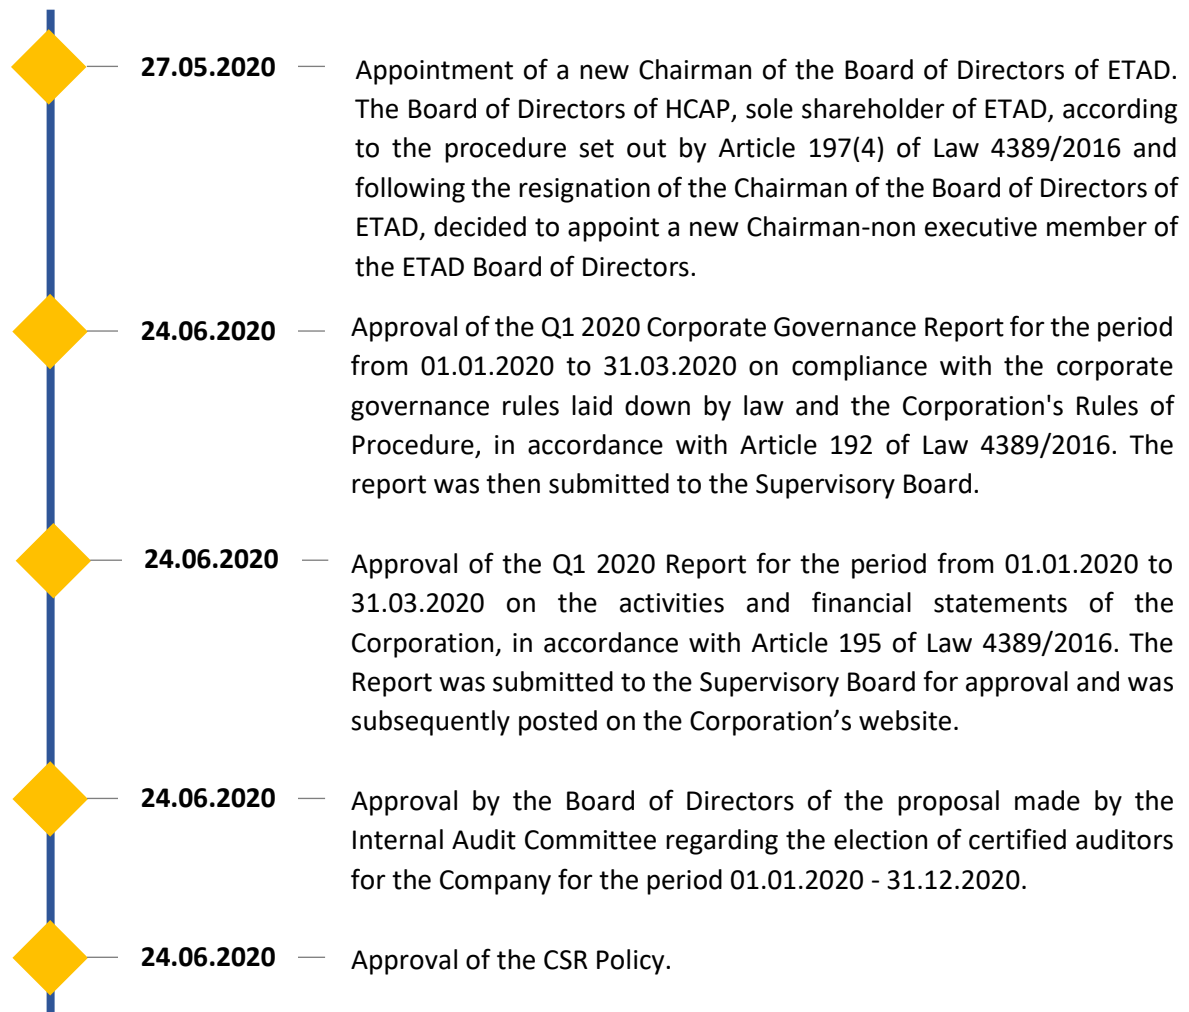 27.05.2020
Appointment of a new Chairman of the Board of Directors of ETAD.
The Board of Directors of HCAP, sole shareholder of ETAD, according
to the procedure set out by Article 197(4) of Law 4389/2016 and
following the resignation of the Chairman of the Board of Directors of
ETAD, decided to appoint a new Chairman-non executive member of
the ETAD Board of Directors.
24.06.2020
Approval of the Q1 2020 Corporate Governance Report for the period
from 01.01.2020 to 31.03.2020 on compliance with the corporate
governance rules laid down by law and the Corporation's Rules of
Procedure, in accordance with Article 192 of Law 4389/2016. The
report was then submitted to the Supervisory Board.
24.06.2020
Approval of the Q1 2020 Report for the period from 01.01.2020 to
31.03.2020 on the activities and financial statements of the
Corporation, in accordance with Article 195 of Law 4389/2016. The
Report was submitted to the Supervisory Board for approval and was
subsequently posted on the Corporation’s website.
24.06.2020
Approval by the Board of Directors of the proposal made by the
Internal Audit Committee regarding the election of certified auditors
for the Company for the period 01.01.2020 - 31.12.2020.
24.06.2020
Approval of the CSR Policy.